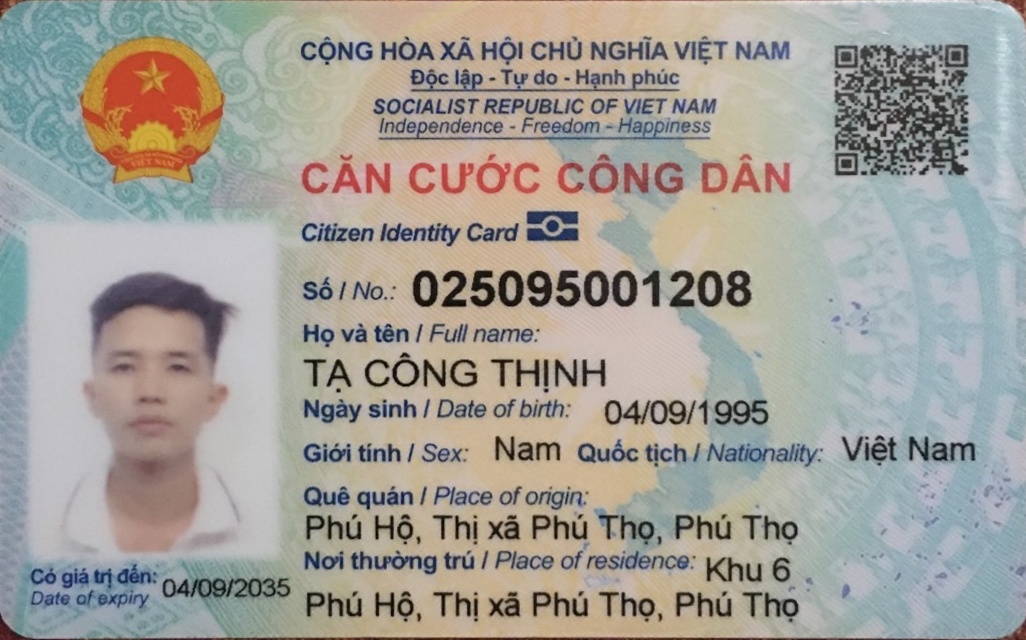 CỘNG HÒA XÃ HỘI CHỦ NGHĨA VIỆT NAM
Độc lập - Tự do - Hạnh phúc
SOCIALIST REPUBLIC OF VIET NAM
Independence - Freedom - Happiness
VIỆT NAM
CĂN CƯỚC CÔNG DÂN
Citizen Identity Card
Số / No.: 025095001208
Họ và tên / Full name:
TẠ CÔNG THỊNH
Ngày sinh / Date of birth: 04/09/1995
Giới tính / Sex: Nam Quốc tịch / Nationality: Việt Nam
Quê quán / Place of origin:
Phú Hộ, Thị xã Phú Thọ, Phú Thọ
Nơi thường trú / Place of residence: Khu 6
Phú Hộ, Thị xã Phú Thọ, Phú Thọ
Có giá trị đến: 04/09/2035
Date of expiry